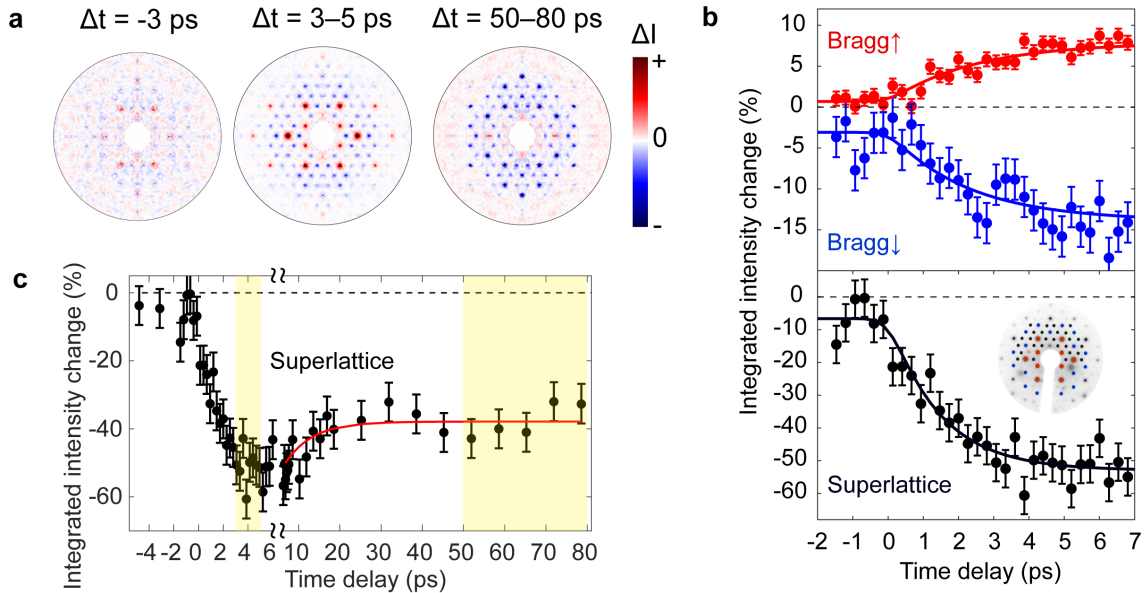 a
Δt = -3 ps
Δt = 3–5 ps
Δt = 50–80 ps
ΔI
+
0
-
b
Integrated intensity change (%)
10
5
0
-5
-10
-15
Bragg↑
Bragg↓
Integrated intensity change (%)
0
-10
-20
-30
-40
-50
-60
Superlattice
-2 -1 0 1 2 3 4 5 6 7
Time delay (ps)
c
Integrated intensity change (%)
0
-20
-40
-60
Superlattice
-4 -2 0 2 4 6 10 20 30 40 50 60 70 80
Time delay (ps)